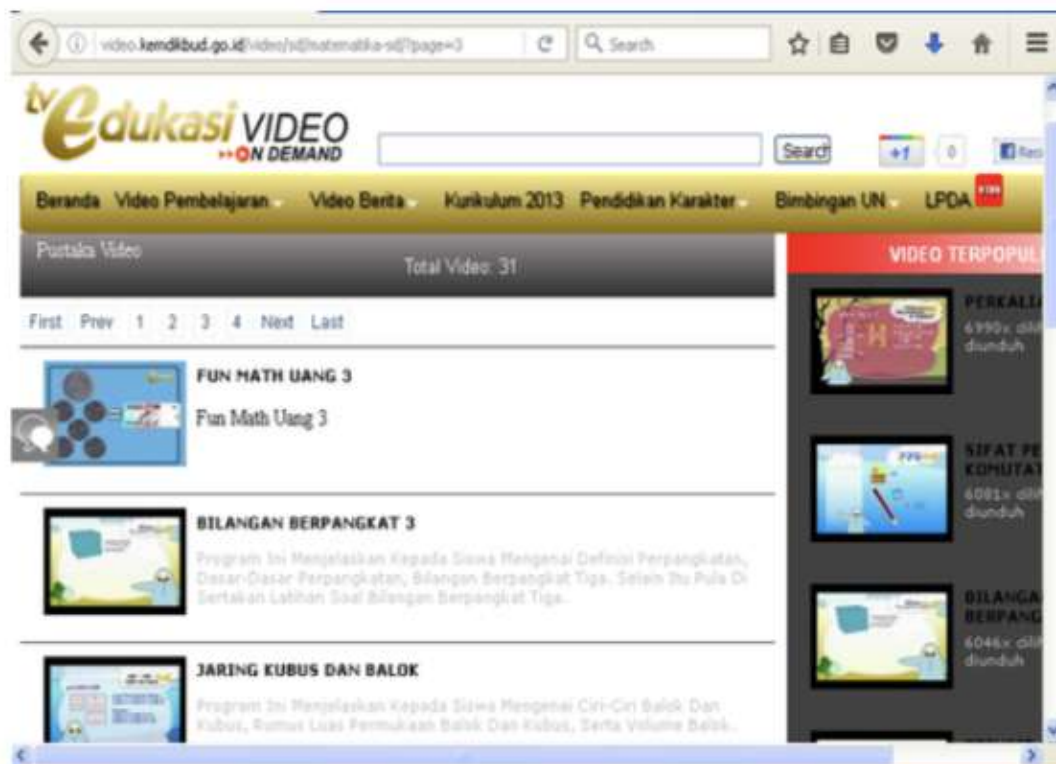 video.kemdikbud.go.id/video/sd/matematika-sd/?page=3
Search
tv Edukasi VIDEO
ON DEMAND
Search
+1
0
Beranda Video Pembelajaran Video Berita Kurikulum 2013 Pendidikan Karakter Bimbingan UN LPDA
Pustaka Video
Total Video: 31
First Prev 1 2 3 4 Next Last
FUN MATH UANG 3
Fun Math Uang 3
BILANGAN BERPANGKAT 3
Program Ini Menjelaskan Kepada Siswa Mengenai Definisi Perpangkatan,
Dasar-Dasar Perpangkatan, Bilangan Berpangkat Tiga. Selain Itu Pula Di
Sertakan Latihan Soal Bilangan Berpangkat Tiga.
JARING KUBUS DAN BALOK
Program Ini Menjelaskan Kepada Siswa Mengenai Ciri-Ciri Balok Dan
Kubus, Rumus Luas Permukaan Balok Dan Kubus, Serta Volume Balok.
VIDEO TERPOPUL
PERKALIA
6990x dili
diunduh
SIFAT PE
KOMUTAT
6081x dili
diunduh
BILANGA
BERPANG
6046x dili
diunduh